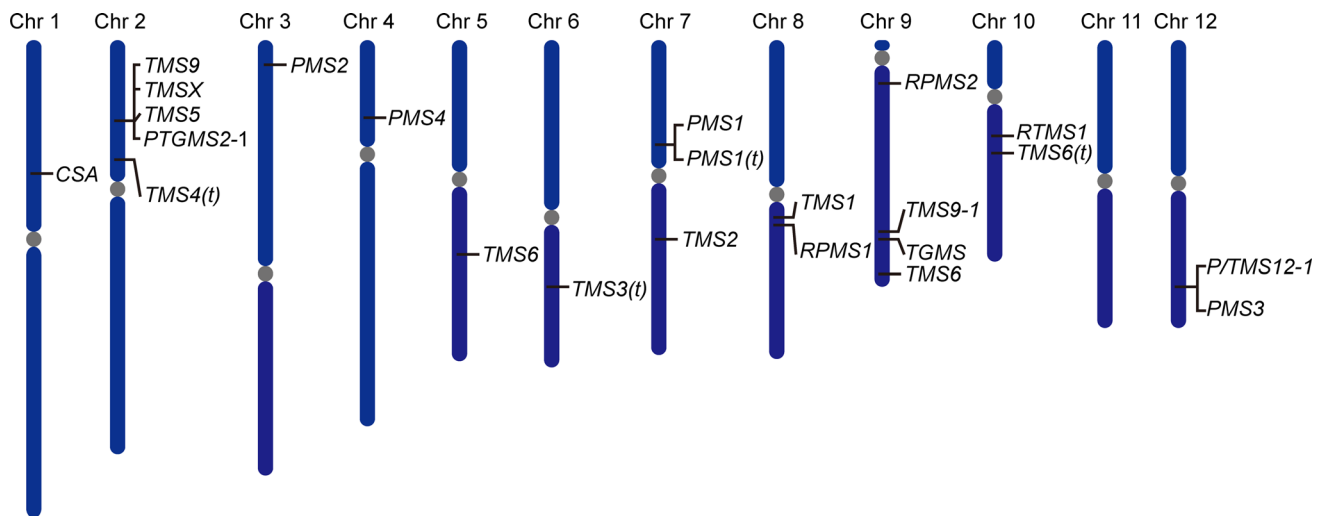 Chr 1
Chr 2
Chr 3
Chr 4
Chr 5
Chr 6
Chr 7
Chr 8
Chr 9
Chr 10
Chr 11
Chr 12
CSA
TMS9
TMSX
TMS5
PTGMS2-1
TMS4(t)
PMS2
PMS4
TMS6
TMS3(t)
PMS1
PMS1(t)
TMS2
TMS1
RPMS1
RPMS2
TMS9-1
TGMS
TMS6
RTMS1
TMS6(t)
P/TMS12-1
PMS3